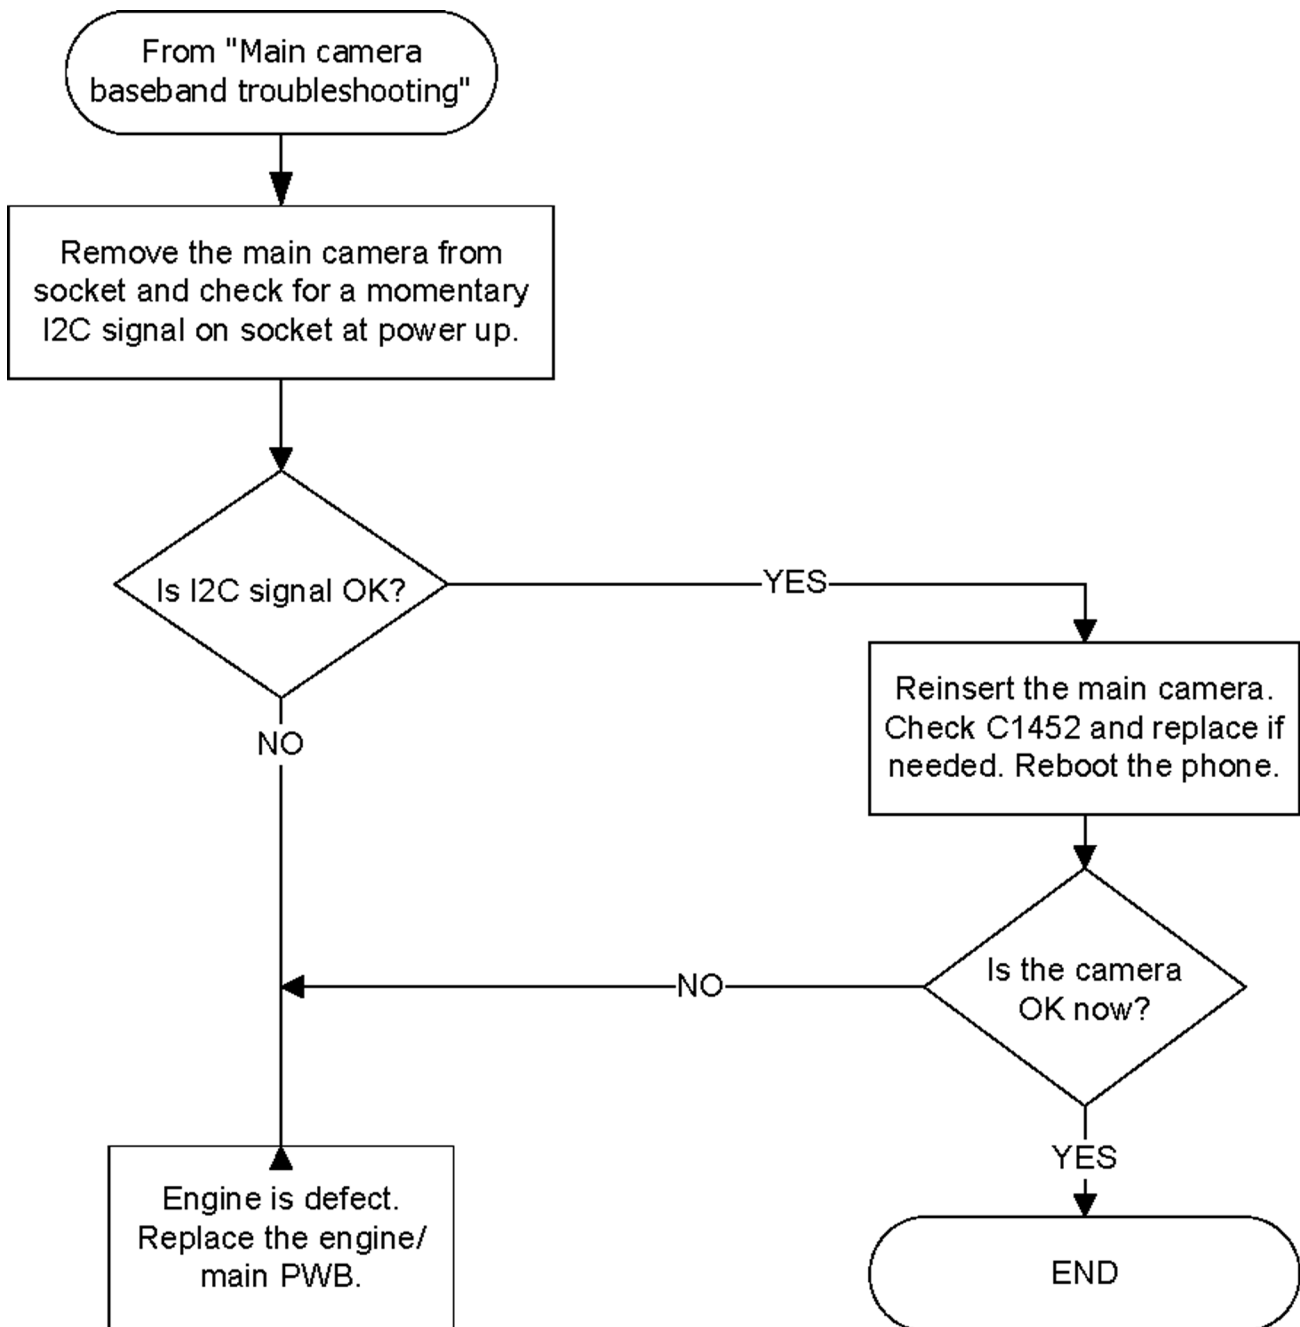 From "Main camera
baseband troubleshooting"
Remove the main camera from
socket and check for a momentary
I2C signal on socket at power up.
Is I2C signal OK?
YES
NO
Reinsert the main camera.
Check C1452 and replace if
needed. Reboot the phone.
Is the camera
OK now?
NO
YES
Engine is defect.
Replace the engine/
main PWB.
END